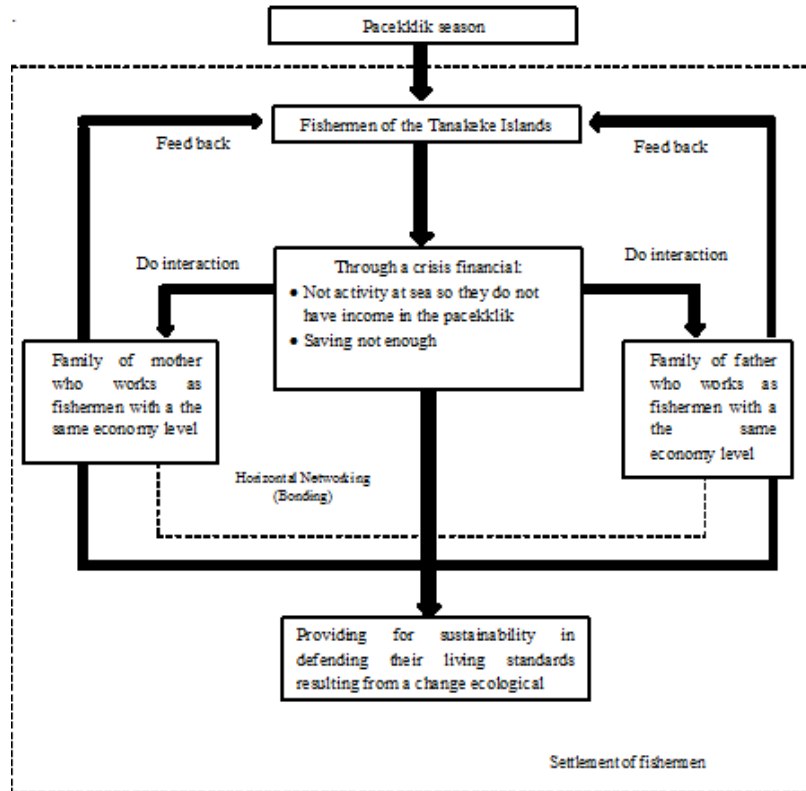 Pacekklik season
Fishermen of the Tanakeke Islands
Feed back
Feed back
Do interaction
Do interaction
Through a crisis financial:
• Not activity at sea so they do not
have income in the pacekklik
• Saving not enough
Family of mother
who works as
fishermen with a the
same economy level
Family of father
who works as
fishermen with a
the same
economy level
Horizontal Networking
(Bonding)
Providing for sustainability in
defending their living standards
resulting from a change ecological
Settlement of fishermen